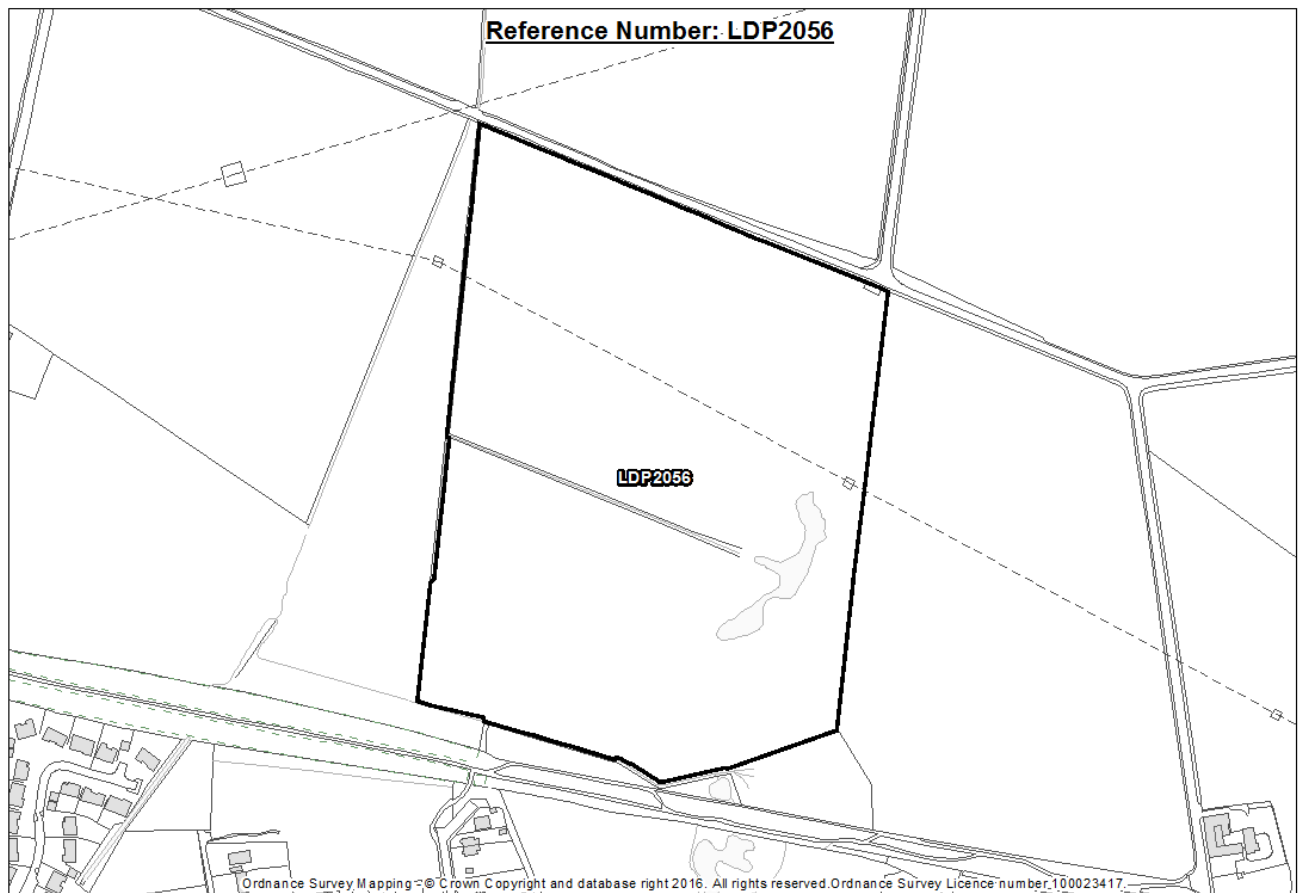 Reference Number: LDP2056
LDP2056
Ordnance Survey Mapping - © Crown Copyright and database right 2016. All rights reserved.Ordnance Survey Licence number 100023417.